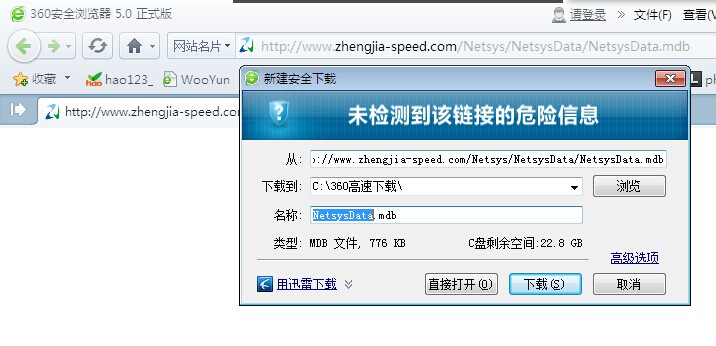 360安全浏览器 5.0 正式版
请登录 文件(F) 查看(V
网站名片 http://www.zhengjia-speed.com/Netsys/NetsysData/NetsysData.mdb
收藏 hao123_ WooYun
http://www.zhengjia-speed.com
新建安全下载
未检测到该链接的危险信息
从: ://www.zhengjia-speed.com/Netsys/NetsysData/NetsysData.mdb
下载到: C:\360高速下载\ 浏览
名称: NetsysData.mdb
类型: MDB 文件, 776 KB C盘剩余空间:22.8 GB
高级选项
用迅雷下载 直接打开(O) 下载(S) 取消